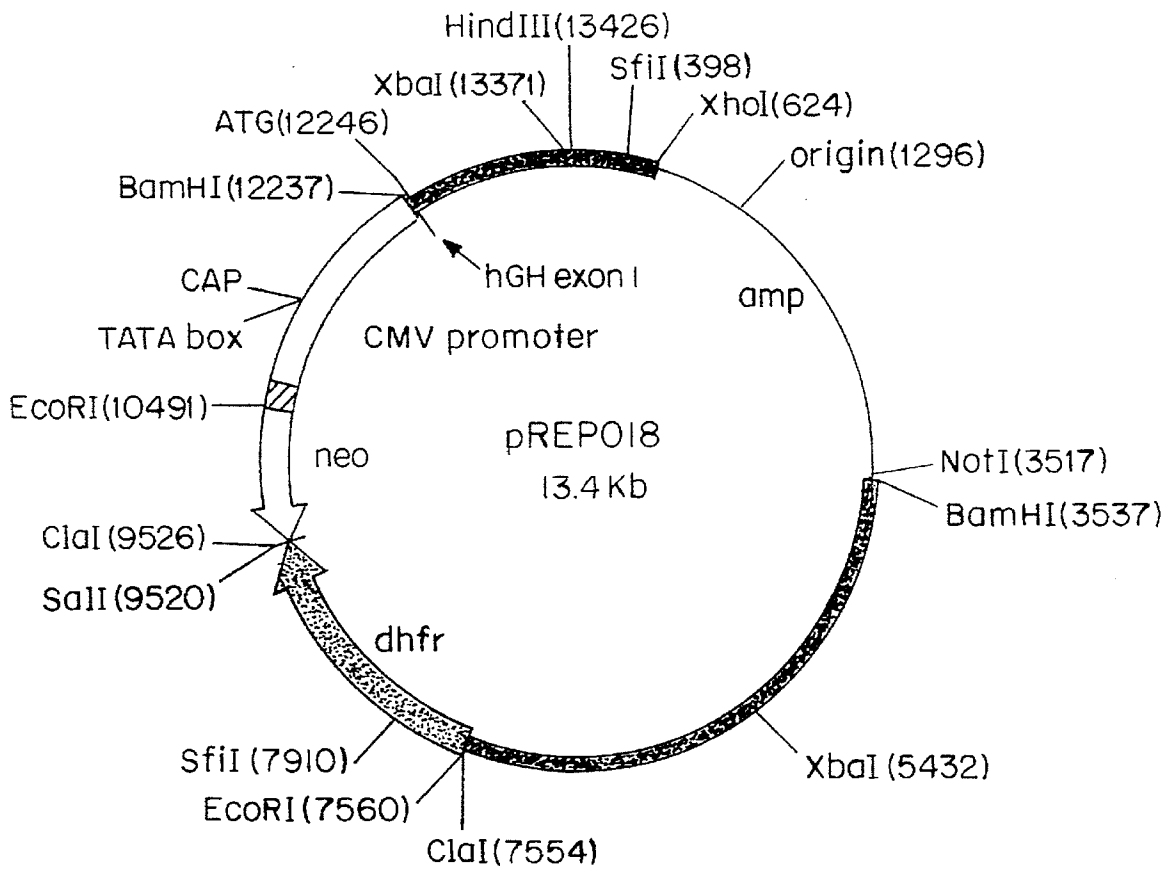 HindIII(13426)
SfiI(398)
XbaI(13371)
XhoI(624)
ATG(12246)
origin(1296)
BamHI(12237)
hGH exon I
CAP
amp
TATA box
CMV promoter
EcoRI(10491)
neo
pREPO18
13.4 Kb
NotI(3517)
BamHI(3537)
ClaI(9526)
SalI(9520)
dhfr
SfiI(7910)
XbaI(5432)
EcoRI(7560)
ClaI(7554)